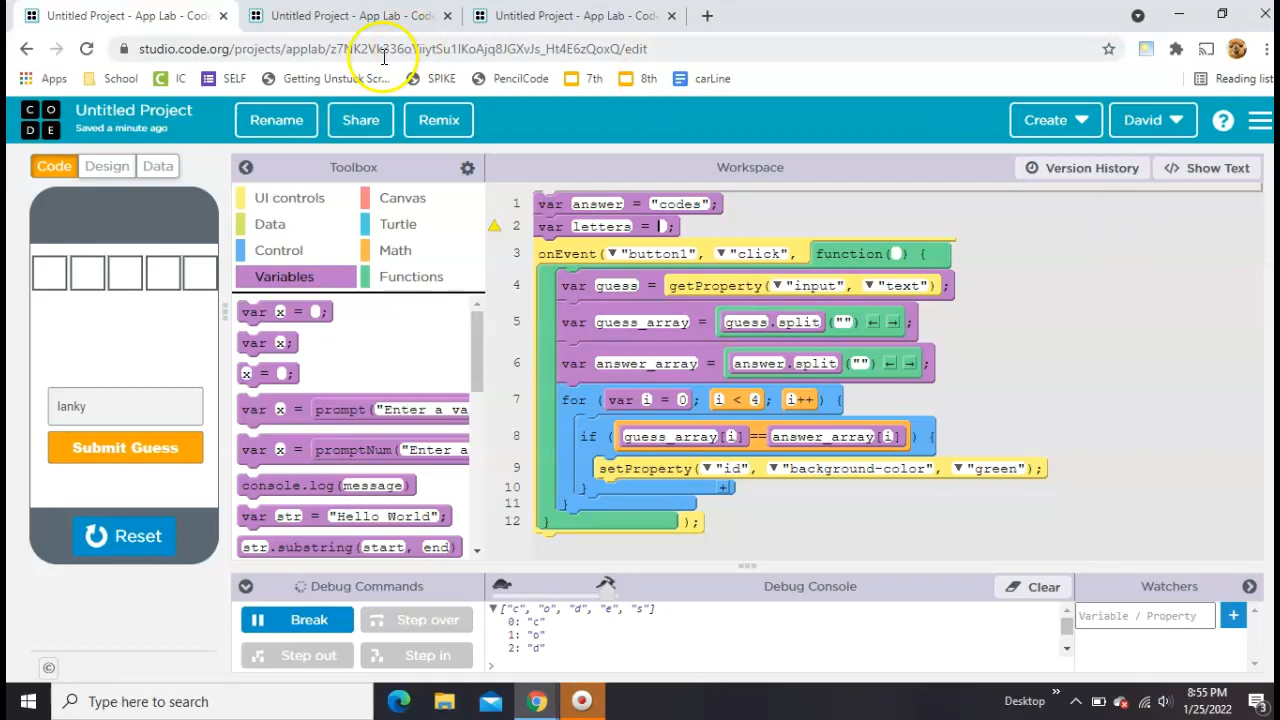 Untitled Project - App Lab - Code
Untitled Project - App Lab - Code
Untitled Project - App Lab - Code
Apps
School
IC
SELF
Getting Unstuck Scr...
SPIKE
PencilCode
7th
8th
carLine
Reading list
CO
DE
Untitled Project
Saved a minute ago
Rename
Share
Remix
Create
David
?
Code
Design
Data
Toolbox
Workspace
Version History
</> Show Text
UI controls
Canvas
Data
Turtle
Control
Math
Variables
Functions
var x = ;
var x;
x = ;
var x = prompt("Enter a va
var x = promptNum("Enter a
console.log(message)
var str = "Hello World";
str.substring(start, end)
1 var answer = "codes";
2 var letters = ;
3 onEvent( "button1", "click", function( ) {
4 var guess = getProperty( "input", "text");
5 var guess_array = guess.split("") ;
6 var answer_array = answer.split("") ;
7 for (var i = 0; i < 4; i++) {
8 if (guess_array[i]==answer_array[i]) {
9 setProperty( "id", "background-color", "green");
10 } +
11 }
12 } );
lanky
Submit Guess
Reset
©
Debug Commands
Debug Console
Clear
Watchers
Break
Step over
Step out
Step in
["c", "o", "d", "e", "s"]
0: "c"
1: "o"
2: "d"
>
Variable / Property
+
Type here to search
Desktop
8:55 PM
1/25/2022
3